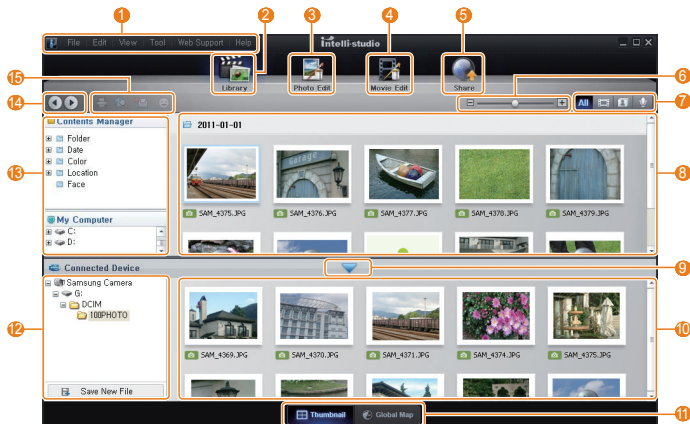 1
2
3
4
5
File Edit View Tool Web Support Help
intelli-studio
Library
Photo Edit
Movie Edit
Share
15
6
14
7
All
Contents Manager
2011-01-01
Folder
Date
Color
Location
Face
13
8
SAM_4375.JPG
SAM_4376.JPG
SAM_4377.JPG
SAM_4378.JPG
SAM_4379.JPG
My Computer
C:
D:
Connected Device
9
Samsung Camera
G:
DCIM
100PHOTO
12
10
SAM_4369.JPG
SAM_4370.JPG
SAM_4371.JPG
SAM_4374.JPG
SAM_4375.JPG
Save New File
Thumbnail
Global Map
11